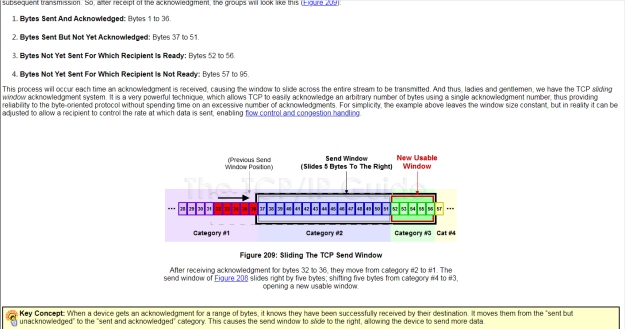 subsequent transmission. So, after receipt of the acknowledgment, the groups will look like this (Figure 209):
1. Bytes Sent And Acknowledged: Bytes 1 to 36.
2. Bytes Sent But Not Yet Acknowledged: Bytes 37 to 51.
3. Bytes Not Yet Sent For Which Recipient Is Ready: Bytes 52 to 56.
4. Bytes Not Yet Sent For Which Recipient Is Not Ready: Bytes 57 to 95.
This process will occur each time an acknowledgment is received, causing the window to slide across the entire stream to be transmitted. And thus, ladies and gentlemen, we have the TCP sliding
window acknowledgment system. It is a very powerful technique, which allows TCP to easily acknowledge an arbitrary number of bytes using a single acknowledgment number, thus providing
reliability to the byte-oriented protocol without spending time on an excessive number of acknowledgments. For simplicity, the example above leaves the window size constant, but in reality it can be
adjusted to allow a recipient to control the rate at which data is sent, enabling flow control and congestion handling.
(Previous Send
Window Position)
Send Window
(Slides 5 Bytes To The Right)
New Usable
Window
The TCP/IP Guide
••• 28 29 30 31 37 38 39 40 41 42 43 44 45 46 47 48 49 50 51 52 53 54 55 56 57 •••
Category #1 Category #2 Category #3 Cat #4
Figure 209: Sliding The TCP Send Window
After receiving acknowledgment for bytes 32 to 36, they move from category #2 to #1. The
send window of Figure 208 slides right by five bytes; shifting five bytes from category #4 to #3,
opening a new usable window.
Key Concept: When a device gets an acknowledgment for a range of bytes, it knows they have been successfully received by their destination. It moves them from the "sent but
unacknowledged" to the "sent and acknowledged" category. This causes the send window to slide to the right, allowing the device to send more data.